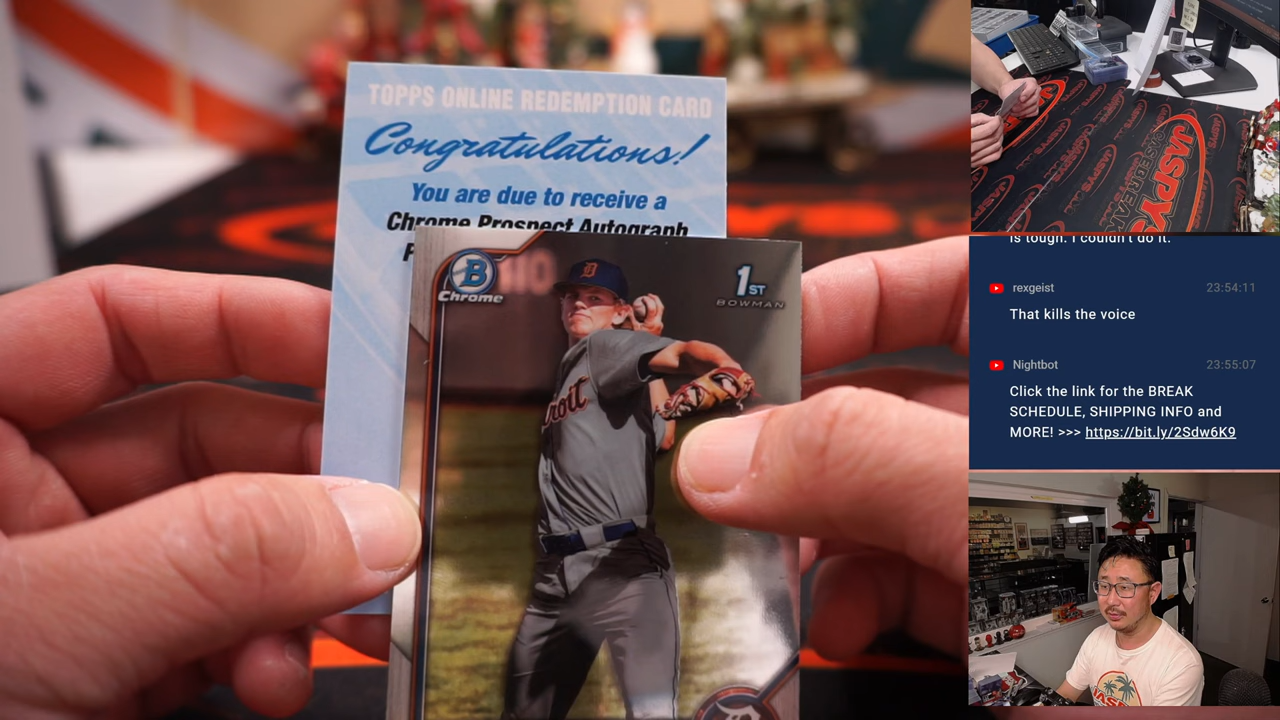 TOPPS ONLINE REDEMPTION CARD
Congratulations!
You are due to receive a
Chrome Prospect Autograph
B
Chrome
1ST
BOWMAN
D
is tough. I couldn't do it.
rexgeist 23:54:11
That kills the voice
Nightbot 23:55:07
Click the link for the BREAK
SCHEDULE, SHIPPING INFO and
MORE! >>> https://bit.ly/2Sdw6K9
JASPYS